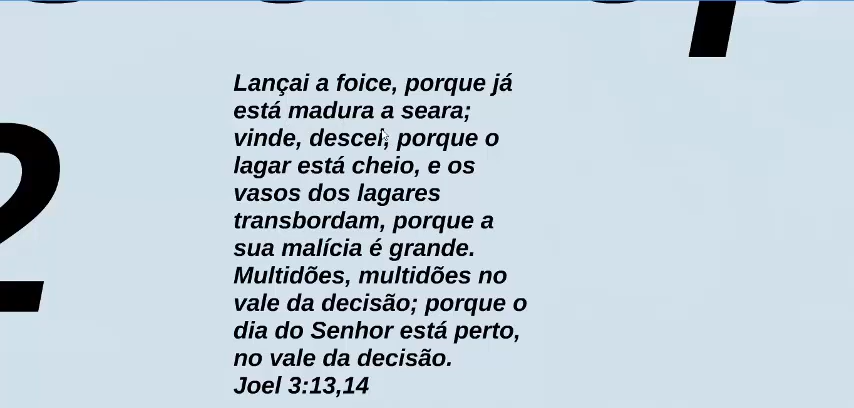 Lançai a foice, porque já
está madura a seara;
vinde, descei, porque o
lagar está cheio, e os
vasos dos lagares
transbordam, porque a
sua malícia é grande.
Multidões, multidões no
vale da decisão; porque o
dia do Senhor está perto,
no vale da decisão.
Joel 3:13,14
2